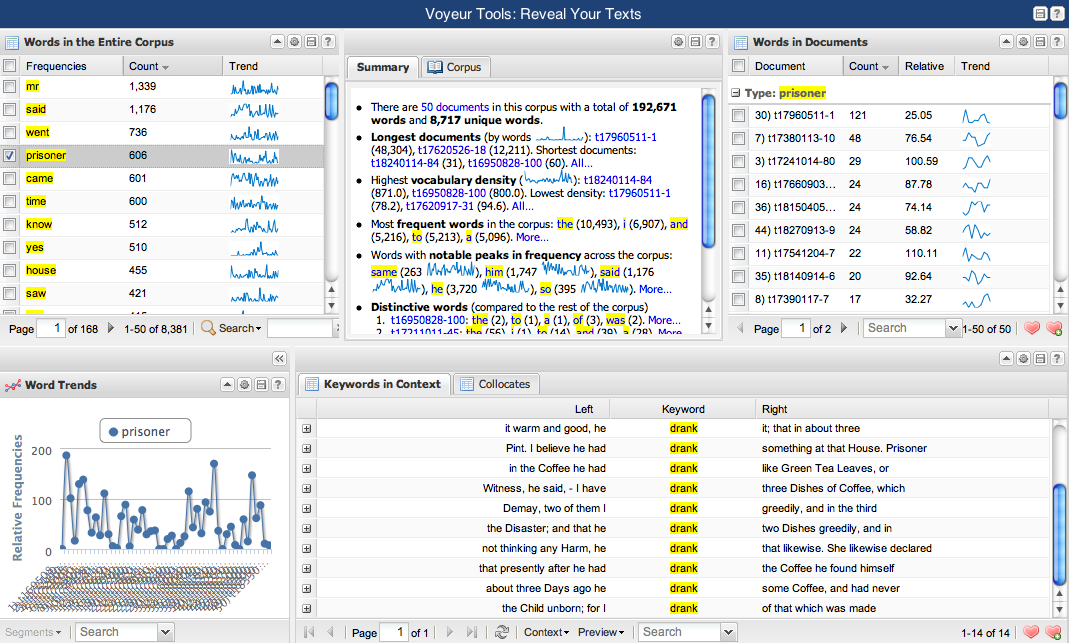 Voyeur Tools: Reveal Your Texts
Words in the Entire Corpus
Frequencies Count Trend
mr 1,339
said 1,176
went 736
prisoner 606
came 601
time 600
know 512
yes 510
house 455
saw 421
Page 1 of 168 1-50 of 8,381 Search
Summary Corpus
There are 50 documents in this corpus with a total of 192,671
words and 8,717 unique words.
Longest documents (by words ): t17960511-1
(48,304), t17620526-18 (12,211). Shortest documents:
t18240114-84 (31), t16950828-100 (60). All...
Highest vocabulary density ( ): t18240114-84
(871.0), t16950828-100 (800.0). Lowest density: t17960511-1
(78.2), t17620917-31 (94.6). All...
Most frequent words in the corpus: the (10,493), i (6,907), and
(5,216), to (5,213), a (5,096). More...
Words with notable peaks in frequency across the corpus:
same (263 ), him (1,747 ), said (1,176
), he (3,720 ), so (395 ). More...
Distinctive words (compared to the rest of the corpus)
1. t16950828-100: the (2), to (1), a (1), of (3), was (2). More...
2. t17211011-45: the (56), i (1), to (14), and (39), a (28). More...
Words in Documents
Document Count Relative Trend
Type: prisoner
30) t17960511-1 121 25.05
7) t17380113-10 48 76.54
3) t17241014-80 29 100.59
16) t1766090​3... 24 87.78
36) t18150405... 24 74.14
44) t18270913-9 24 58.82
11) t17541204-7 22 110.11
35) t18140914-6 20 92.64
8) t17390117-7 17 32.27
Page 1 of 2 Search 1-50 of 50
Word Trends
prisoner
Relative Frequencies
200
100
0
Segments Search
Keywords in Context Collocates
Left Keyword Right
it warm and good, he drank it; that in about three
Pint. I believe he had drank something at that House. Prisoner
in the Coffee he had drank like Green Tea Leaves, or
Witness, he said, - I have drank three Dishes of Coffee, which
Demay, two of them I drank greedily, and in the third
the Disaster; and that he drank two Dishes greedily, and in
not thinking any Harm, he drank that likewise. She likewise declared
that presently after he had drank the Coffee he found himself
about three Days ago he drank some Coffee, and had never
the Child unborn; for I drank of that which was made
Page 1 of 1 Context Preview Search 1-14 of 14